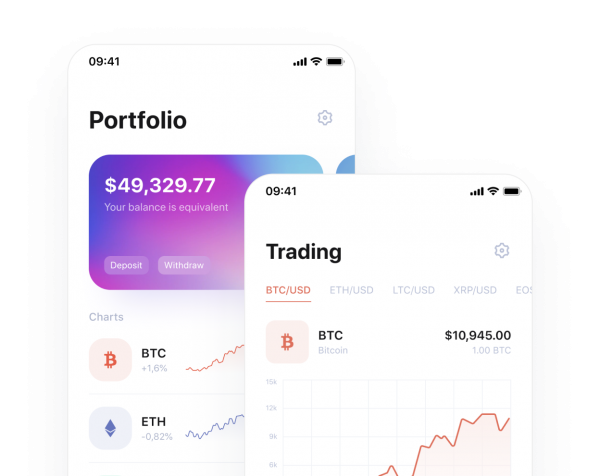 09:41
Portfolio
$49,329.77
Your balance is equivalent
Deposit Withdraw
Charts
BTC
+1,6%
ETH
-0,82%
09:41
Trading
BTC/USD ETH/USD LTC/USD XRP/USD EOS
BTC $10,945.00
Bitcoin 1.00 BTC
15k
12k
9k
6k